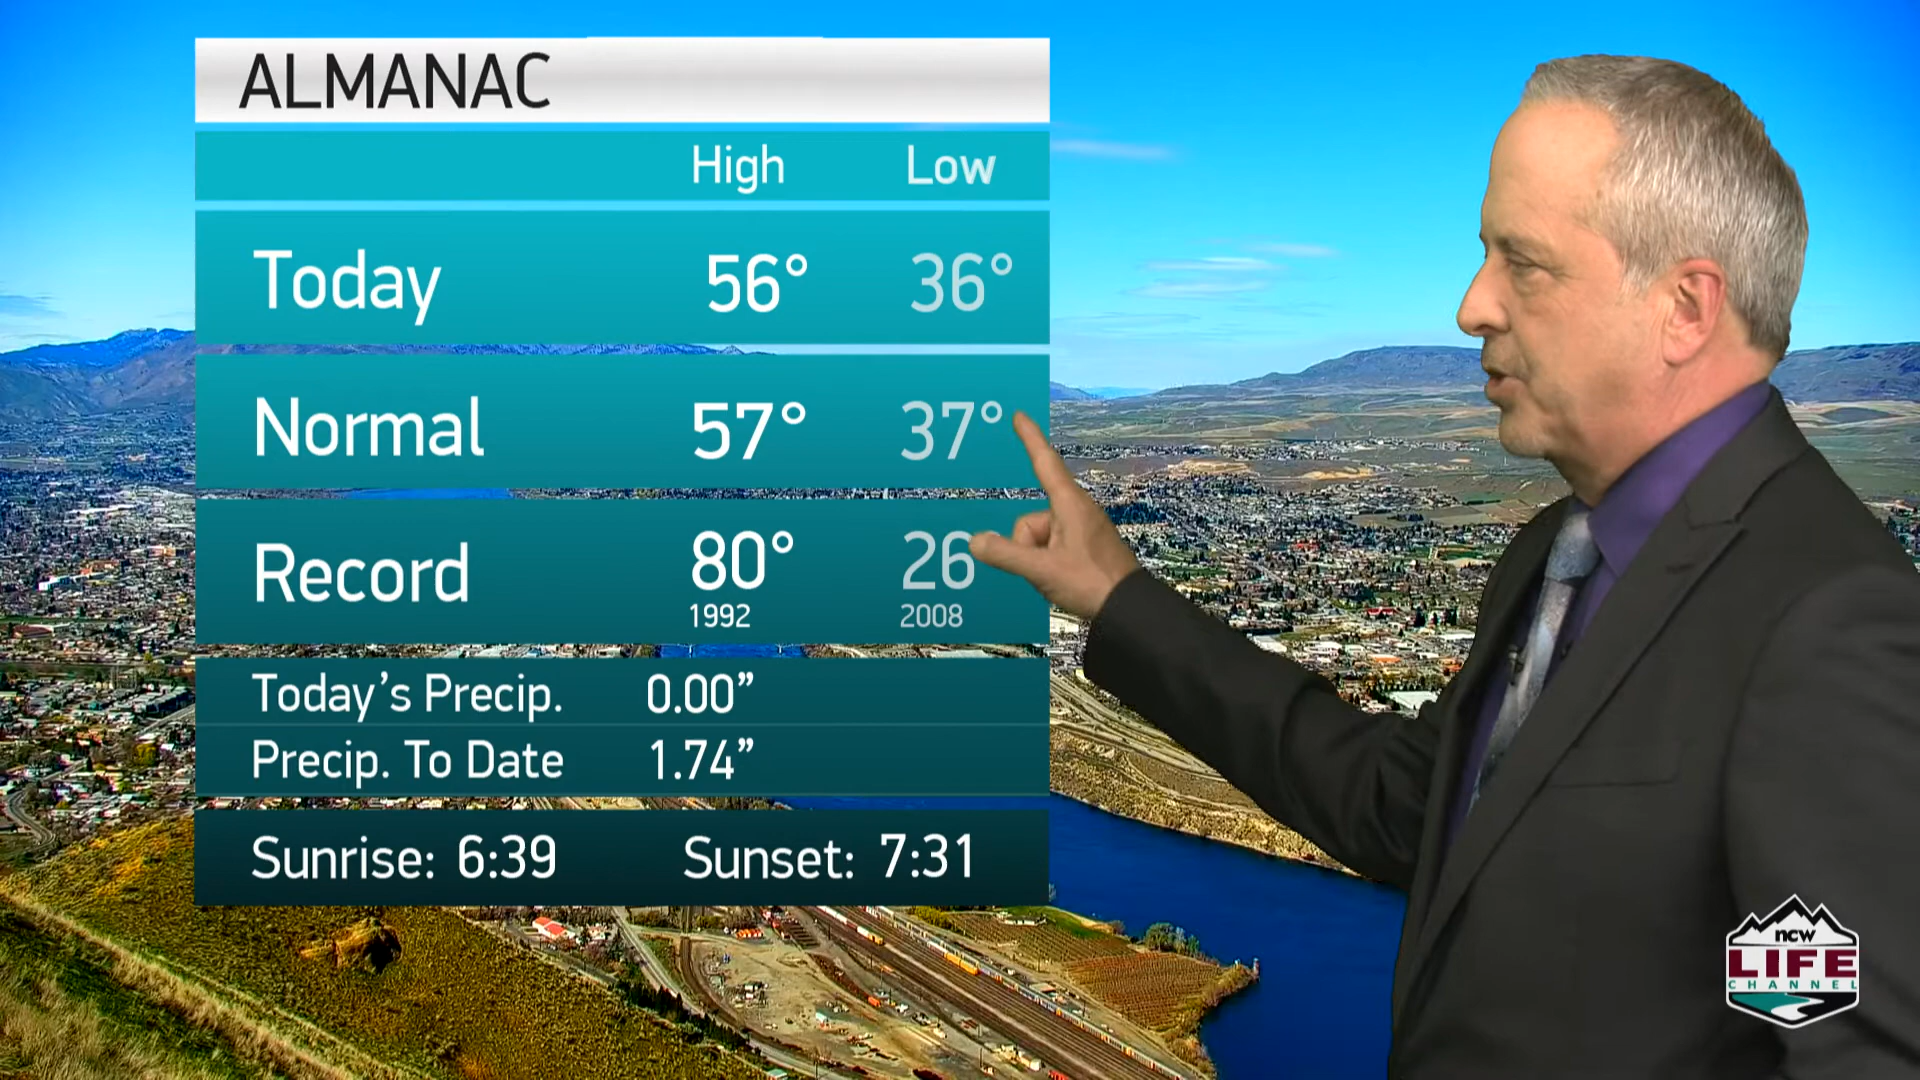 ALMANAC
High Low
Today 56° 36°
Normal 57° 37°
Record 80° 26
1992 2008
Today's Precip. 0.00”
Precip. To Date 1.74”
Sunrise: 6:39 Sunset: 7:31
ncw
LIFE
CHANNEL